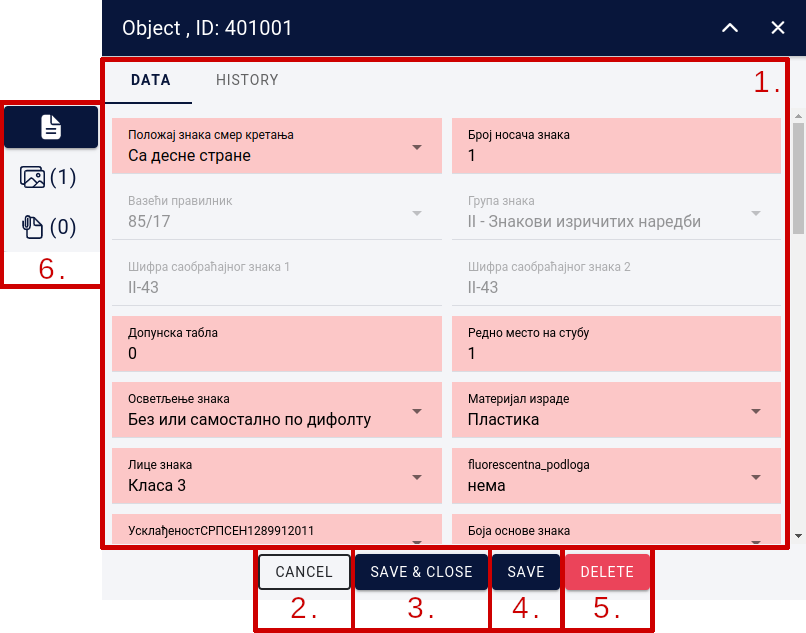 Object , ID: 401001
DATA HISTORY 1.
Положај знака смер кретања
Са десне стране
Број носача знака
1
(1)
Важећи правилник
85/17
Група знака
II - Знакови изричитих наредби
(0)
Шифра саобраћајног знака 1
II-43
Шифра саобраћајног знака 2
II-43
6.
Допунска табла
0
Редно место на стубу
1
Осветљење знака
Без или самостално по дифолту
Материјал израде
Пластика
Лице знака
Класа 3
fluorescentna_podloga
нема
УсклађеностСРПСЕН1289912011
Боја основе знака
CANCEL SAVE & CLOSE SAVE DELETE
2. 3. 4. 5.